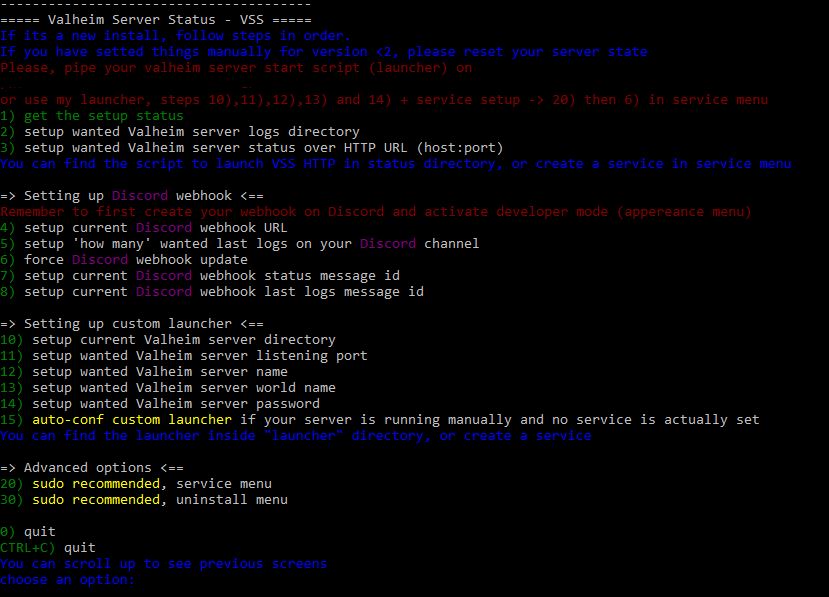 ---------------------------------------
===== Valheim Server Status - VSS =====
If its a new install, follow steps in order.
If you have setted things manually for version <2, please reset your server state
Please, pipe your valheim server start script (launcher) on
or use my launcher, steps 10),11),12),13) and 14) + service setup -> 20) then 6) in service menu
1) get the setup status
2) setup wanted Valheim server logs directory
3) setup wanted Valheim server status over HTTP URL (host:port)
You can find the script to launch VSS HTTP in status directory, or create a service in service menu
=> Setting up Discord webhook <==
Remember to first create your webhook on Discord and activate developer mode (appereance menu)
4) setup current Discord webhook URL
5) setup 'how many' wanted last logs on your Discord channel
6) force Discord webhook update
7) setup current Discord webhook status message id
8) setup current Discord webhook last logs message id
=> Setting up custom launcher <==
10) setup current Valheim server directory
11) setup wanted Valheim server listening port
12) setup wanted Valheim server name
13) setup wanted Valheim server world name
14) setup wanted Valheim server password
15) auto-conf custom launcher if your server is running manually and no service is actually set
You can find the launcher inside "launcher" directory, or create a service
=> Advanced options <==
20) sudo recommended, service menu
30) sudo recommended, uninstall menu
0) quit
CTRL+C) quit
You can scroll up to see previous screens
choose an option: